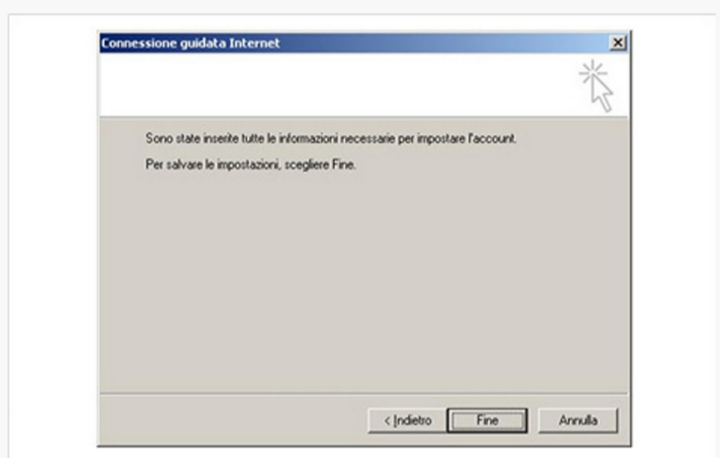 Connessione guidata Internet
Sono state inserite tutte le informazioni necessarie per impostare l'account.
Per salvare le impostazioni, scegliere Fine.
< Indietro Fine Annulla